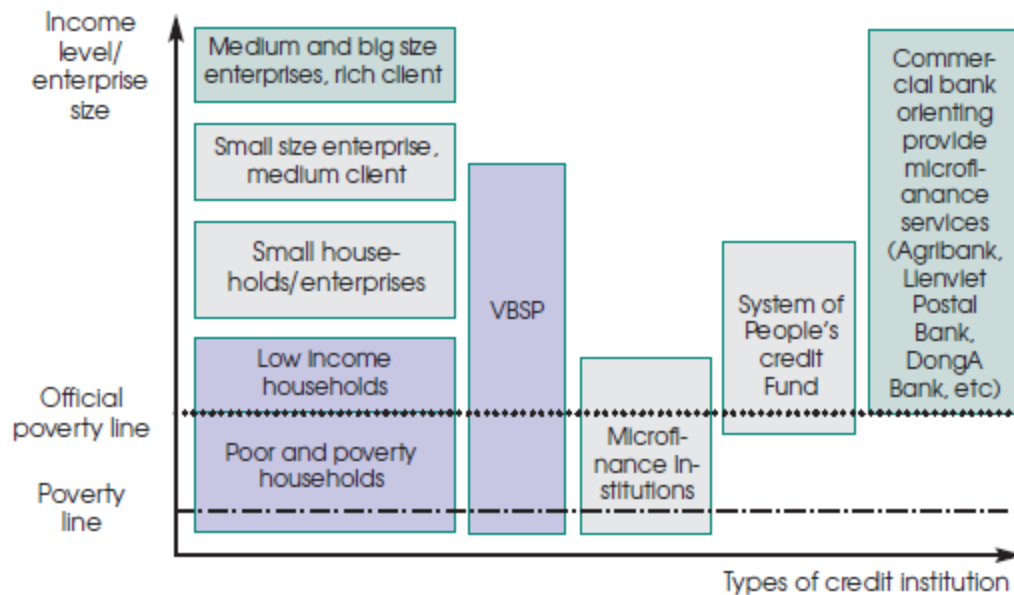 Income
level/
enterprise
size
Medium and big size
enterprises, rich client
Small size enterprise,
medium client
Small house-
holds/enterprises
Low income
households
Poor and poverty
households
Official
poverty line
Poverty
line
VBSP
Microfi-
nance In-
stitutions
System of
People's
credit
Fund
Commer-
cial bank
orienting
provide
microfi-
anance
services
(Agribank,
Lienviet
Postal
Bank,
DongA
Bank, etc)
Types of credit institution